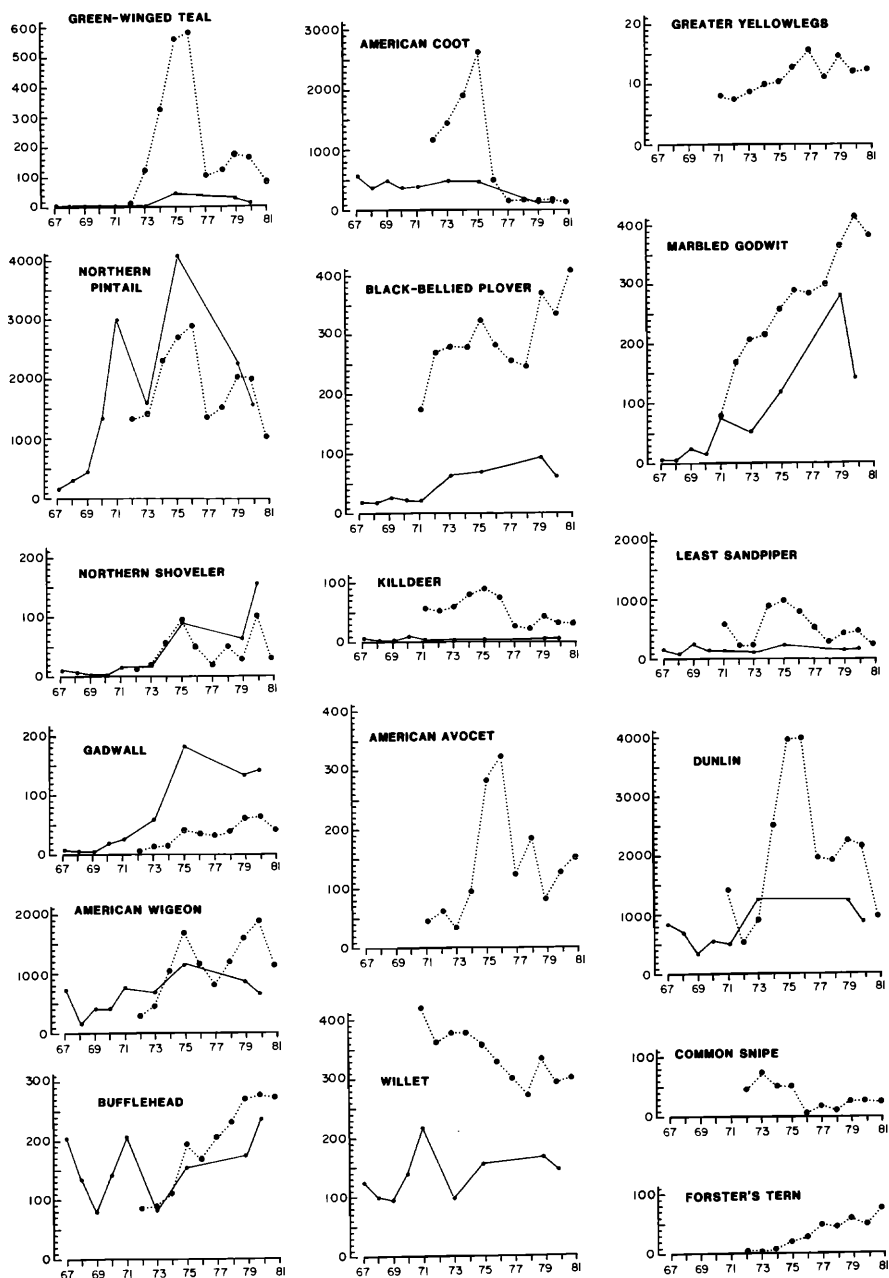 GREEN-WINGED TEAL
600
500
400
300
200
100
0
67 69 71 73 75 77 79 81
NORTHERN
PINTAIL
4000
3000
2000
1000
0
67 69 71 73 75 77 79 81
NORTHERN SHOVELER
200
100
0
67 69 71 73 75 77 79 81
GADWALL
200
100
0
67 69 71 73 75 77 79 81
AMERICAN WIGEON
2000
1000
0
67 69 71 73 75 77 79 81
BUFFLEHEAD
300
200
100
0
67 69 71 73 75 77 79 81
AMERICAN COOT
3000
2000
1000
0
67 69 71 73 75 77 79 81
BLACK-BELLIED PLOVER
400
300
200
100
0
67 69 71 73 75 77 79 81
KILLDEER
100
0
67 69 71 73 75 77 79 81
AMERICAN AVOCET
400
300
200
100
0
67 69 71 73 75 77 79 81
WILLET
400
300
200
100
0
67 69 71 73 75 77 79 81
GREATER YELLOWLEGS
20
10
0
67 69 71 73 75 77 79 81
MARBLED GODWIT
400
300
200
100
0
67 69 71 73 75 77 79 81
LEAST SANDPIPER
2000
1000
0
67 69 71 73 75 77 79 81
DUNLIN
4000
3000
2000
1000
0
67 69 71 73 75 77 79 81
COMMON SNIPE
100
0
67 69 71 73 75 77 79 81
FORSTER'S TERN
100
0
67 69 71 73 75 77 79 81